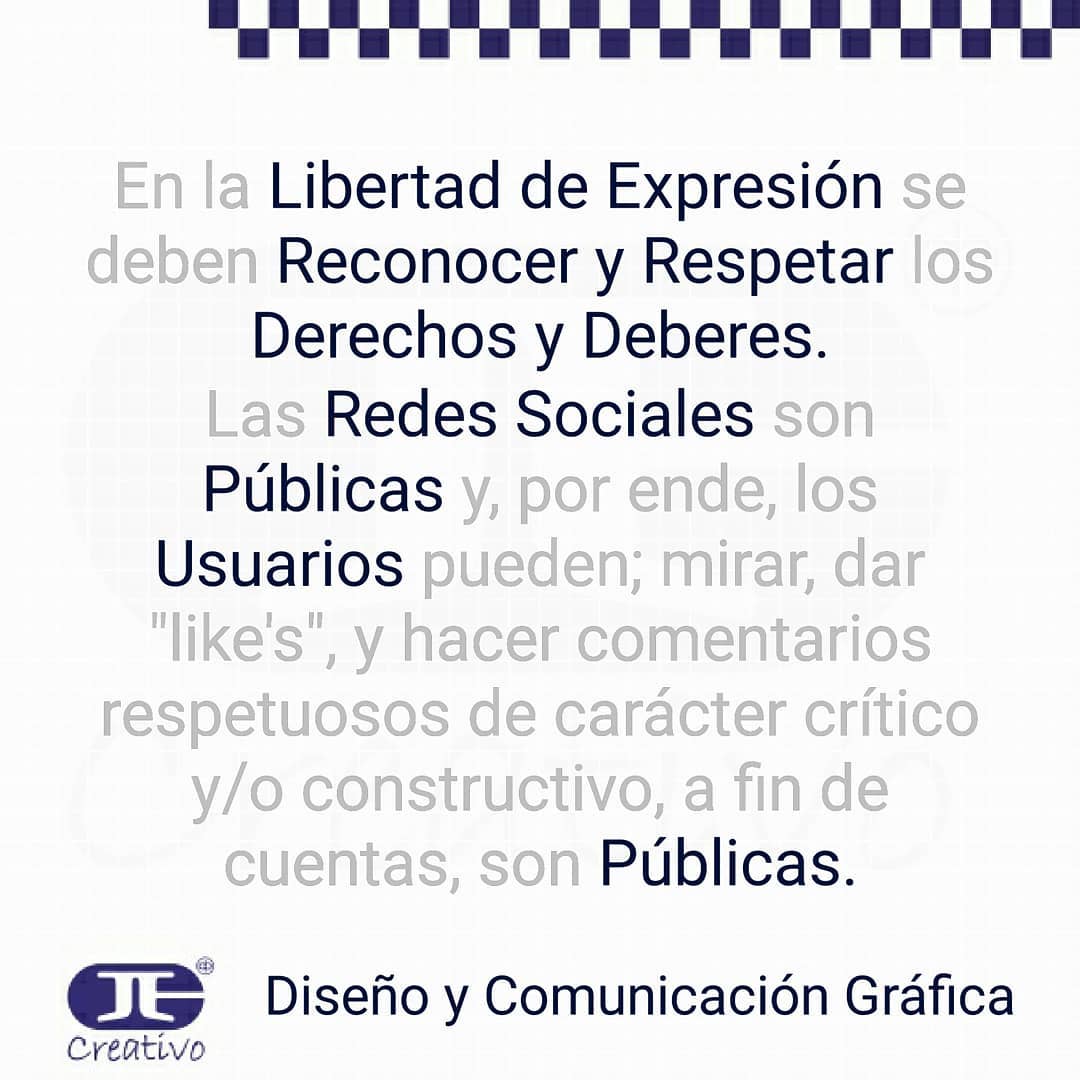 En la Libertad de Expresión se
deben Reconocer y Respetar los
Derechos y Deberes.
Las Redes Sociales son
Públicas y, por ende, los
Usuarios pueden; mirar, dar
"like's", y hacer comentarios
respetuosos de carácter crítico
y/o constructivo, a fin de
cuentas, son Públicas.
Creativo
Diseño y Comunicación Gráfica